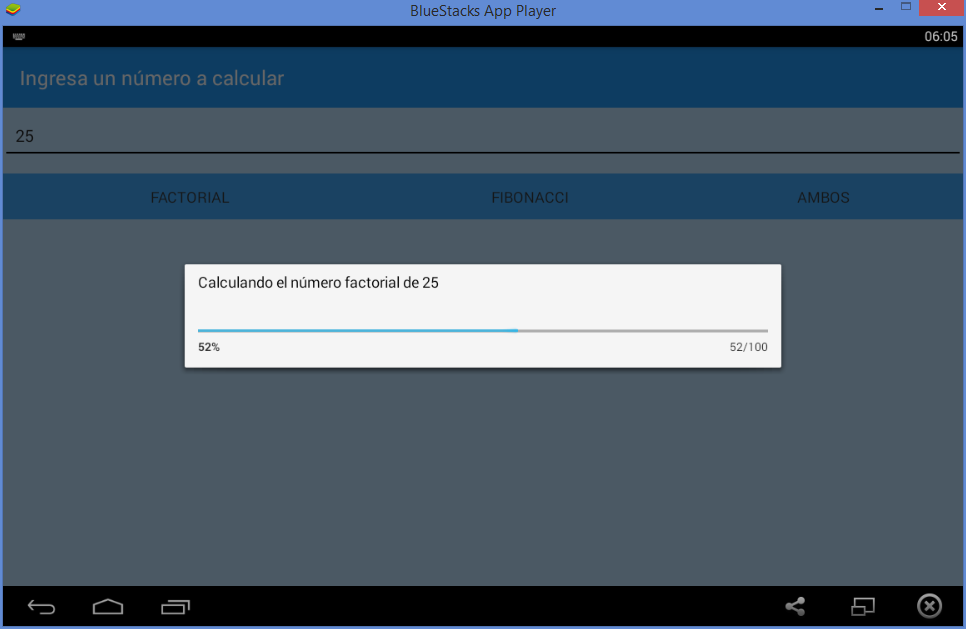 BlueStacks App Player
06:05
Ingresa un número a calcular
25
FACTORIAL FIBONACCI AMBOS
Calculando el número factorial de 25
52% 52/100